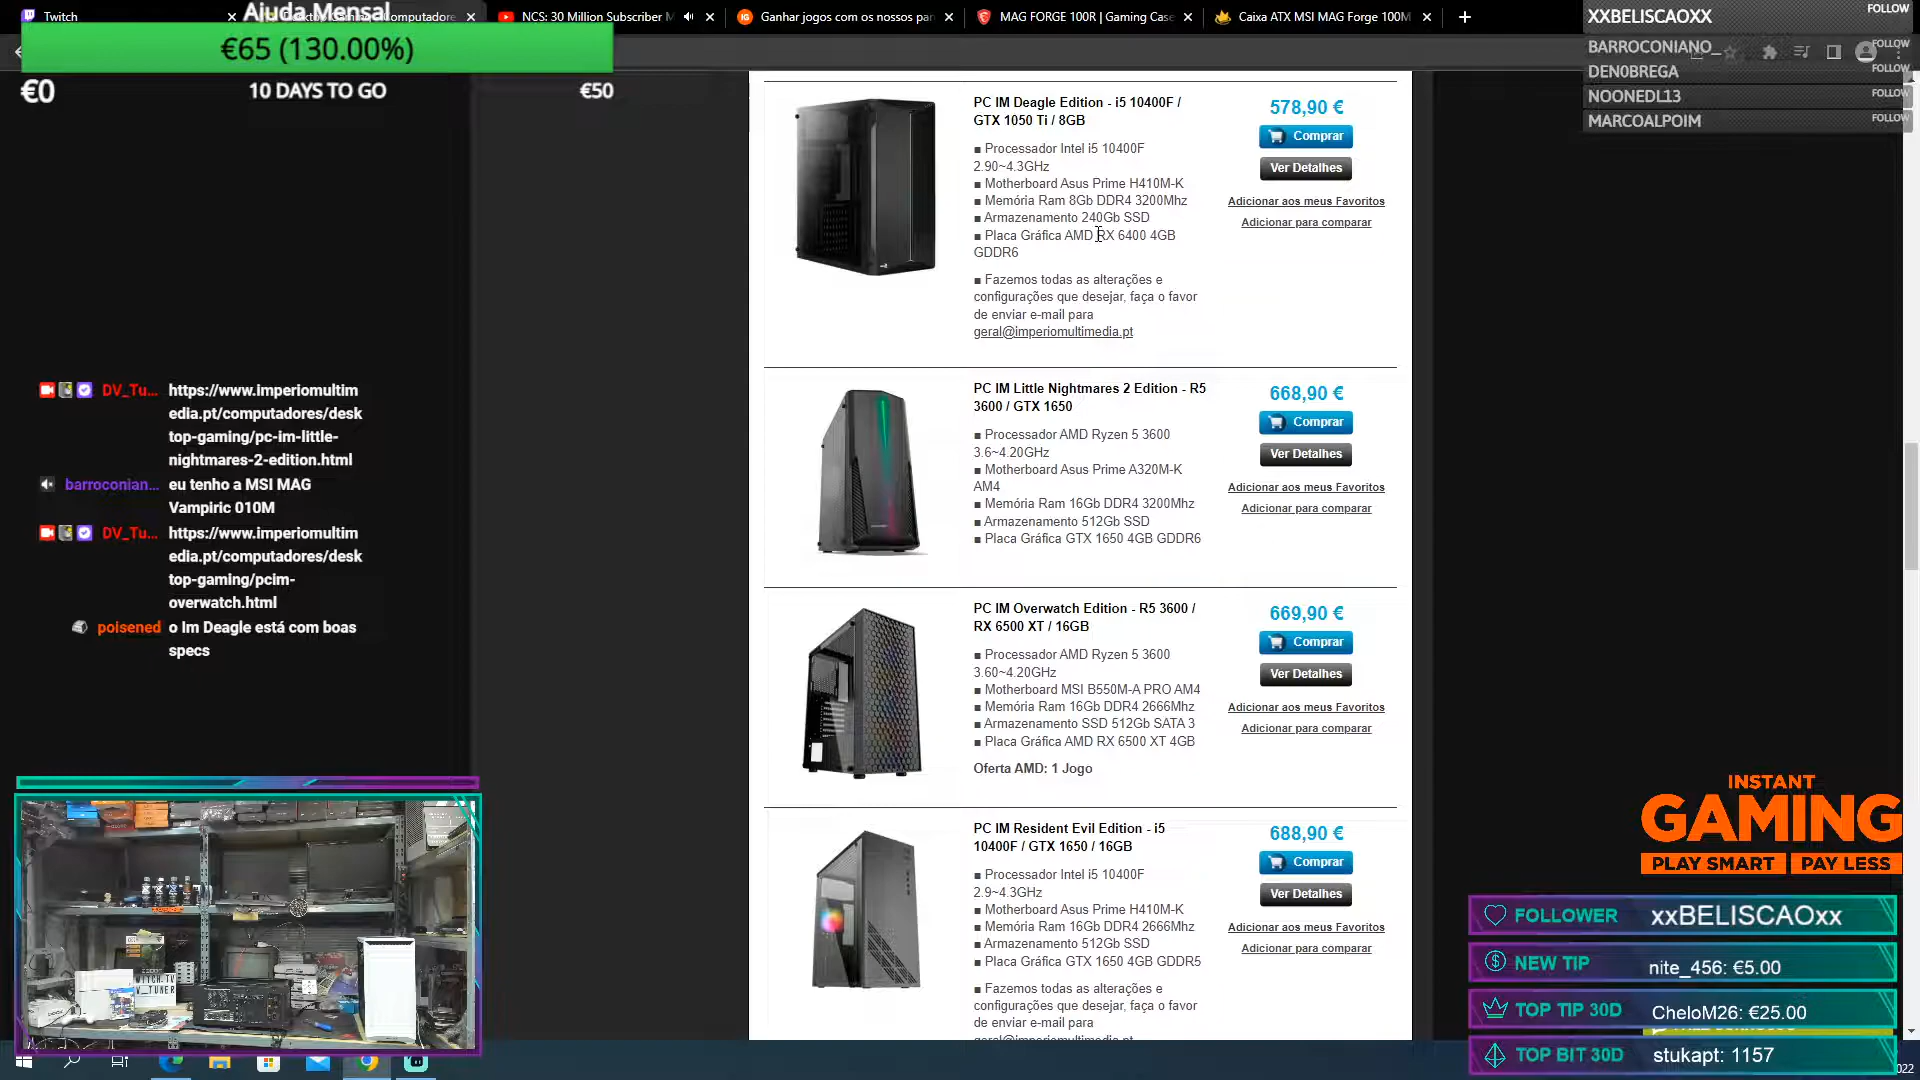 Twitch
Ajuda Mensal
Computadore
NCS: 30 Million Subscriber M
Ganhar jogos com os nossos par
MAG FORGE 100R | Gaming Case
Caixa ATX MSI MAG Forge 100M
€65 (130.00%)
€0
10 DAYS TO GO
€50
XXBELISCAOXX
FOLLOW
BARROCONIANO_
FOLLOW
DEN0BREGA
FOLLOW
NOONEDL13
FOLLOW
MARCOALPOIM
FOLLOW
PC IM Deagle Edition - i5 10400F /
GTX 1050 Ti / 8GB
■ Processador Intel i5 10400F
2.90~4.3GHz
■ Motherboard Asus Prime H410M-K
■ Memória Ram 8Gb DDR4 3200Mhz
■ Armazenamento 240Gb SSD
■ Placa Gráfica AMD RX 6400 4GB
GDDR6
■ Fazemos todas as alterações e
configurações que desejar, faça o favor
de enviar e-mail para
geral@imperiomultimedia.pt
578,90 €
Comprar
Ver Detalhes
Adicionar aos meus Favoritos
Adicionar para comparar
PC IM Little Nightmares 2 Edition - R5
3600 / GTX 1650
■ Processador AMD Ryzen 5 3600
3.6~4.20GHz
■ Motherboard Asus Prime A320M-K
AM4
■ Memória Ram 16Gb DDR4 3200Mhz
■ Armazenamento 512Gb SSD
■ Placa Gráfica GTX 1650 4GB GDDR6
668,90 €
Comprar
Ver Detalhes
Adicionar aos meus Favoritos
Adicionar para comparar
PC IM Overwatch Edition - R5 3600 /
RX 6500 XT / 16GB
■ Processador AMD Ryzen 5 3600
3.60~4.20GHz
■ Motherboard MSI B550M-A PRO AM4
■ Memória Ram 16Gb DDR4 2666Mhz
■ Armazenamento SSD 512Gb SATA 3
■ Placa Gráfica AMD RX 6500 XT 4GB
Oferta AMD: 1 Jogo
669,90 €
Comprar
Ver Detalhes
Adicionar aos meus Favoritos
Adicionar para comparar
PC IM Resident Evil Edition - i5
10400F / GTX 1650 / 16GB
■ Processador Intel i5 10400F
2.9~4.3GHz
■ Motherboard Asus Prime H410M-K
■ Memória Ram 16Gb DDR4 2666Mhz
■ Armazenamento 512Gb SSD
■ Placa Gráfica GTX 1650 4GB GDDR5
■ Fazemos todas as alterações e
configurações que desejar, faça o favor
de enviar e-mail para
geral@imperiomultimedia.pt
688,90 €
Comprar
Ver Detalhes
Adicionar aos meus Favoritos
Adicionar para comparar
DV_Tu... https://www.imperiomultim
edia.pt/computadores/desk
top-gaming/pc-im-little-
nightmares-2-edition.html
barroconian... eu tenho a MSI MAG
Vampiric 010M
DV_Tu... https://www.imperiomultim
edia.pt/computadores/desk
top-gaming/pcim-
overwatch.html
poisened o Im Deagle está com boas
specs
INSTANT
GAMING
PLAY SMART PAY LESS
FOLLOWER xxBELISCAOxx
NEW TIP nite_456: €5.00
TOP TIP 30D CheloM26: €25.00
TOP BIT 30D stukapt: 1157
022